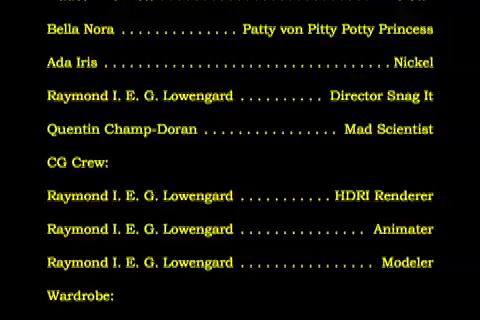 Bella Nora . . . . . . . . . . . . . . Patty von Pitty Potty Princess
Ada Iris . . . . . . . . . . . . . . . . . . . . . . . . . . . . . . . . . . Nickel
Raymond I. E. G. Lowengard . . . . . . . . . . Director Snag It
Quentin Champ-Doran . . . . . . . . . . . . . . . . Mad Scientist
CG Crew:
Raymond I. E. G. Lowengard . . . . . . . . . . . HDRI Renderer
Raymond I. E. G. Lowengard . . . . . . . . . . . . . . . Animater
Raymond I. E. G. Lowengard . . . . . . . . . . . . . . . . Modeler
Wardrobe: